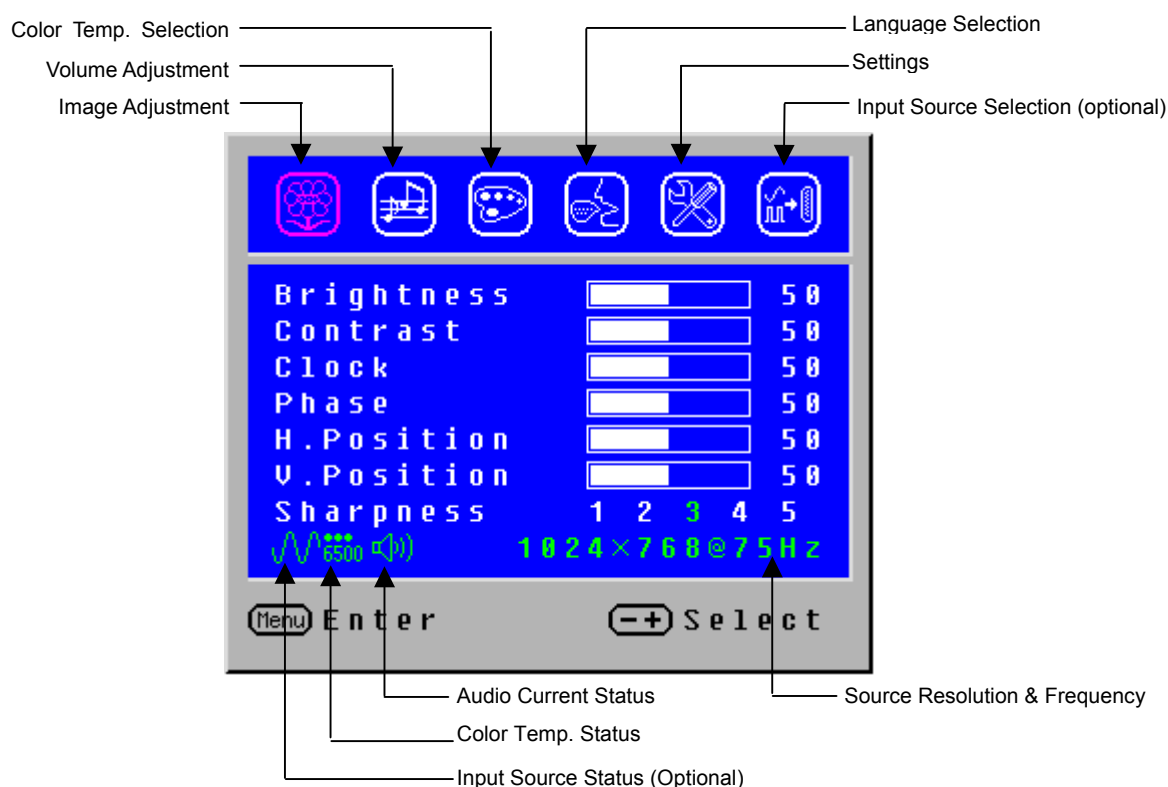 Color Temp. Selection
Language Selection
Volume Adjustment
Settings
Image Adjustment
Input Source Selection (optional)
Brightness 50
Contrast 50
Clock 50
Phase 50
H.Position 50
V.Position 50
Sharpness 1 2 3 4 5
6500 1024×768@75Hz
Menu Enter - + Select
Audio Current Status
Source Resolution & Frequency
Color Temp. Status
Input Source Status (Optional)